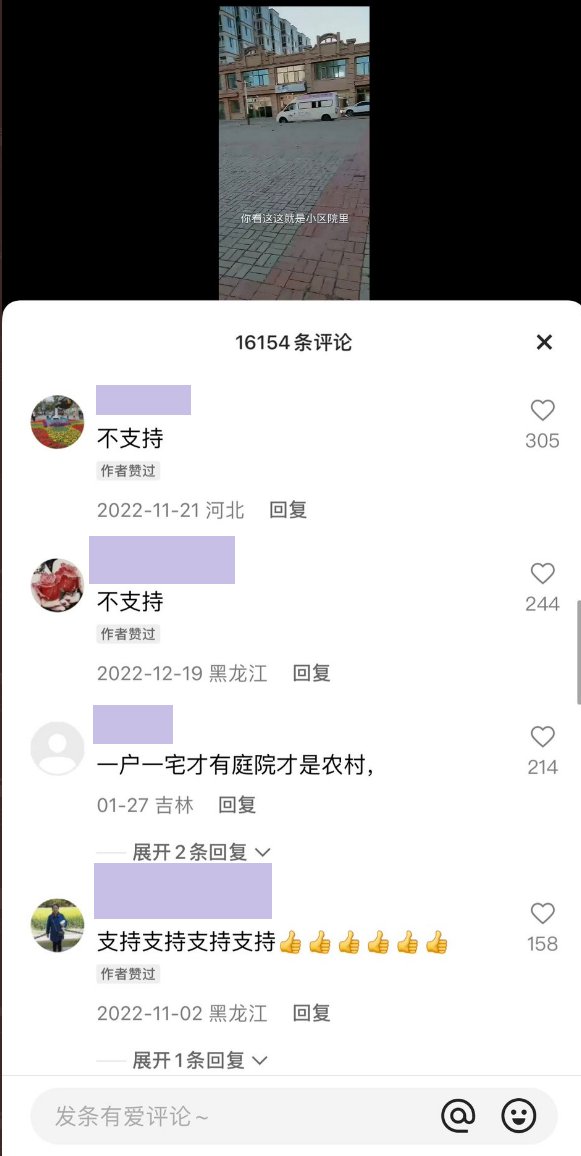 你看这这就是小区院里
16154条评论
不支持
305
作者赞过
2022-11-21 河北 回复
不支持
244
作者赞过
2022-12-19 黑龙江 回复
一户一宅才有庭院才是农村,
214
01-27 吉林 回复
展开2条回复
支持支持支持支持👍👍👍👍👍👍
158
作者赞过
2022-11-02 黑龙江 回复
展开1条回复
发条有爱评论~